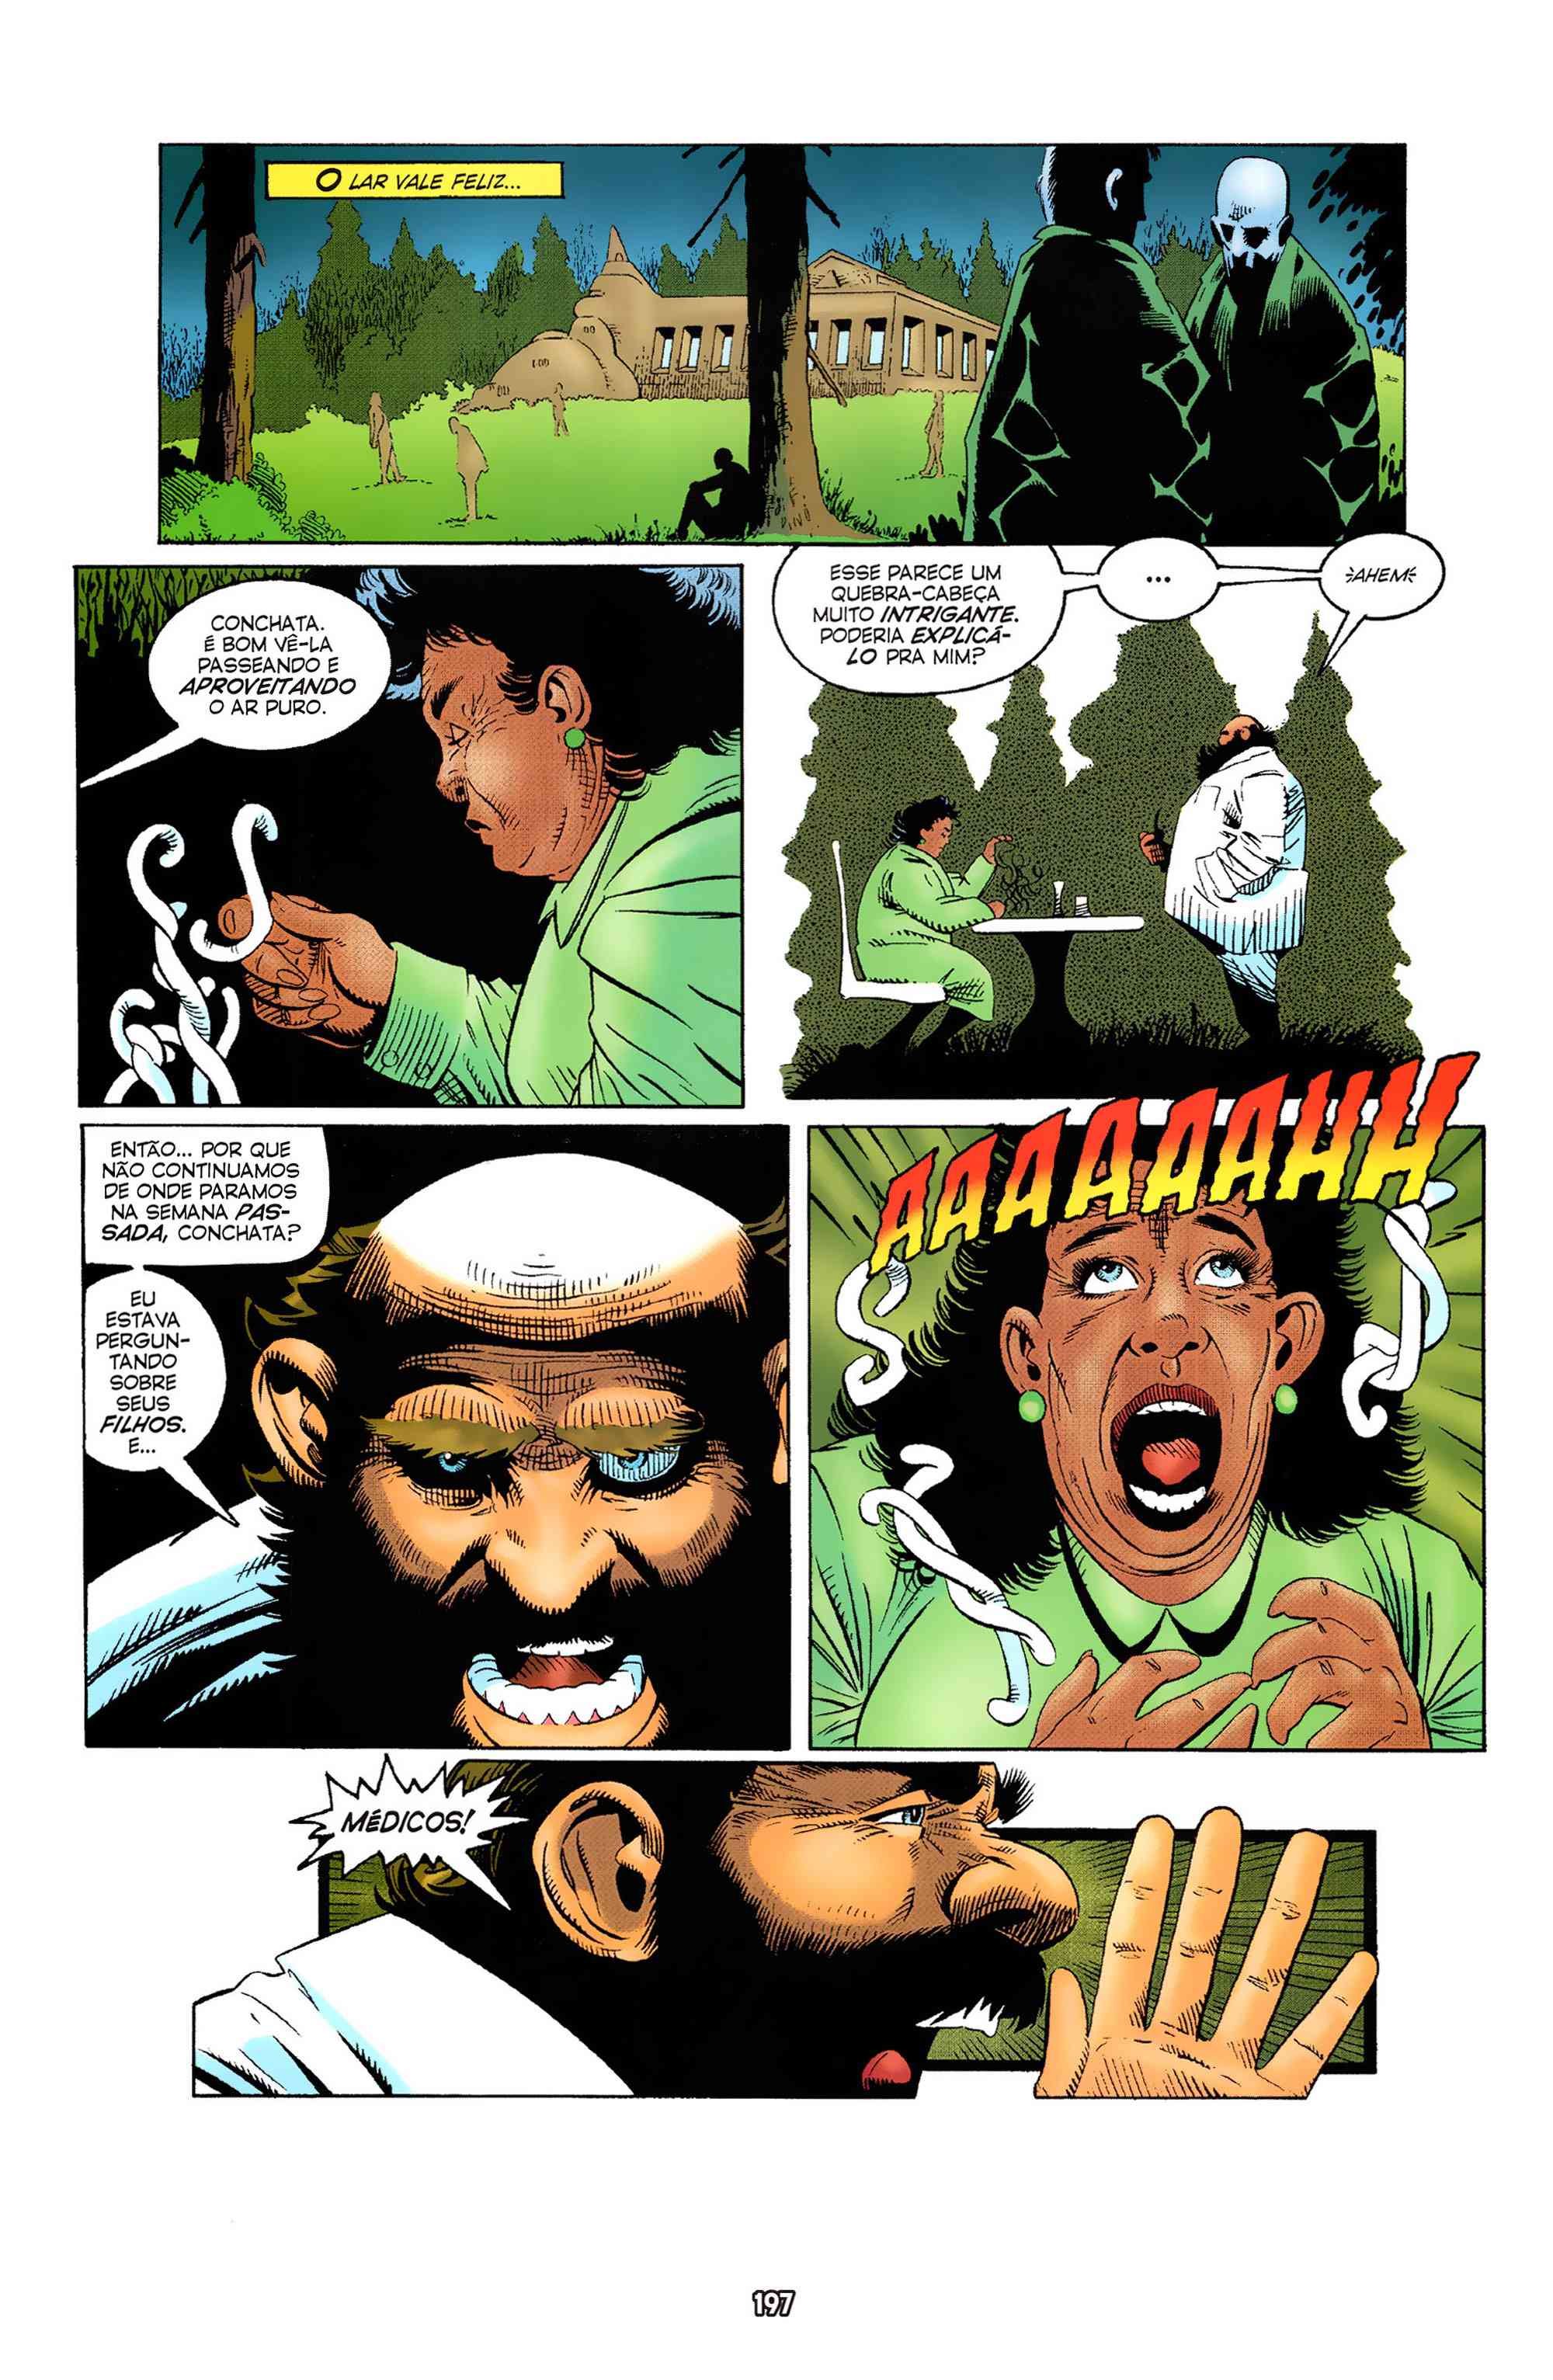 O LAR VALE FELIZ...
CONCHATA.
É BOM VÊ-LA
PASSEANDO E
APROVEITANDO
O AR PURO.
ESSE PARECE UM
QUEBRA-CABEÇA
MUITO INTRIGANTE.
PODERIA EXPLICÁ-
LO PRA MIM?
...
AHEM
ENTÃO... POR QUE
NÃO CONTINUAMOS
DE ONDE PARAMOS
NA SEMANA PAS-
SADA, CONCHATA?
EU
ESTAVA
PERGUN-
TANDO
SOBRE
SEUS
FILHOS.
E...
AAAAAAAHH
MÉDICOS!
197